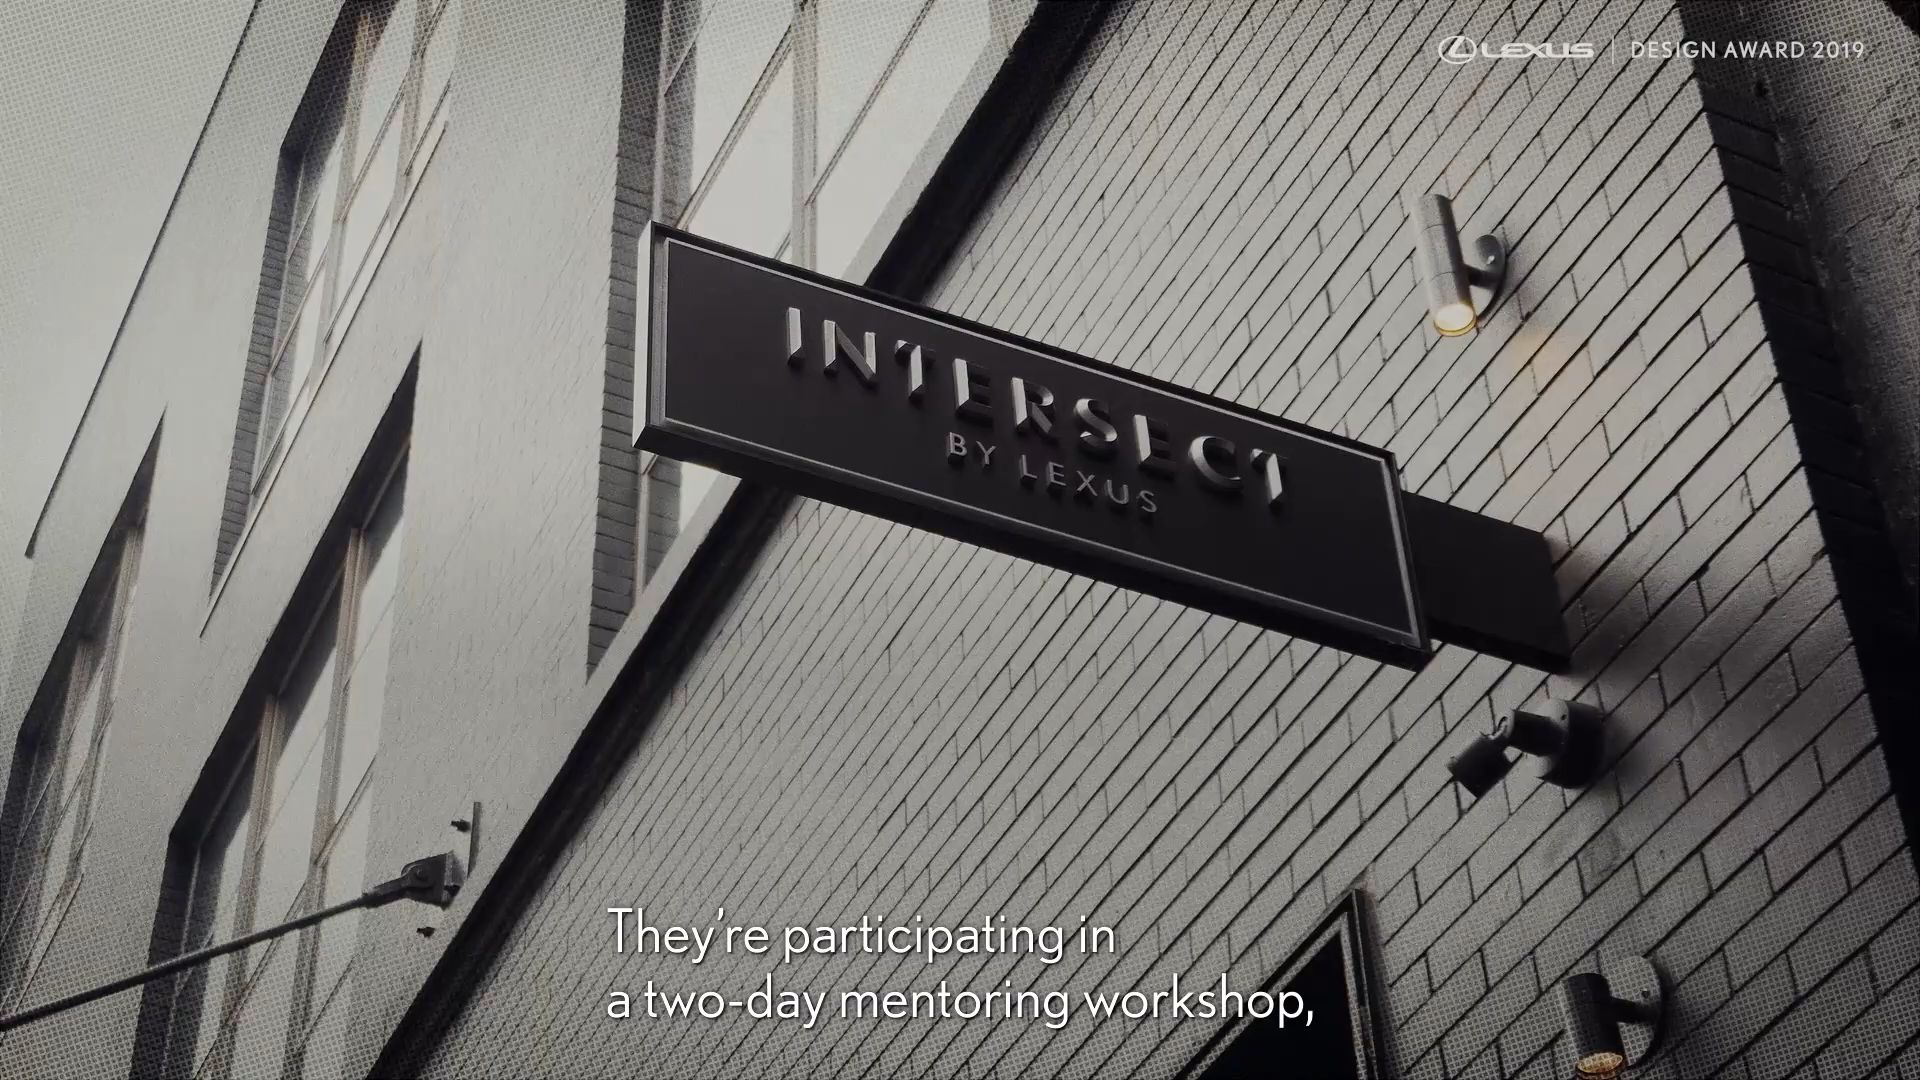 LEXUS | DESIGN AWARD 2019
INTERSECT
BY LEXUS
They're participating in
a two-day mentoring workshop,